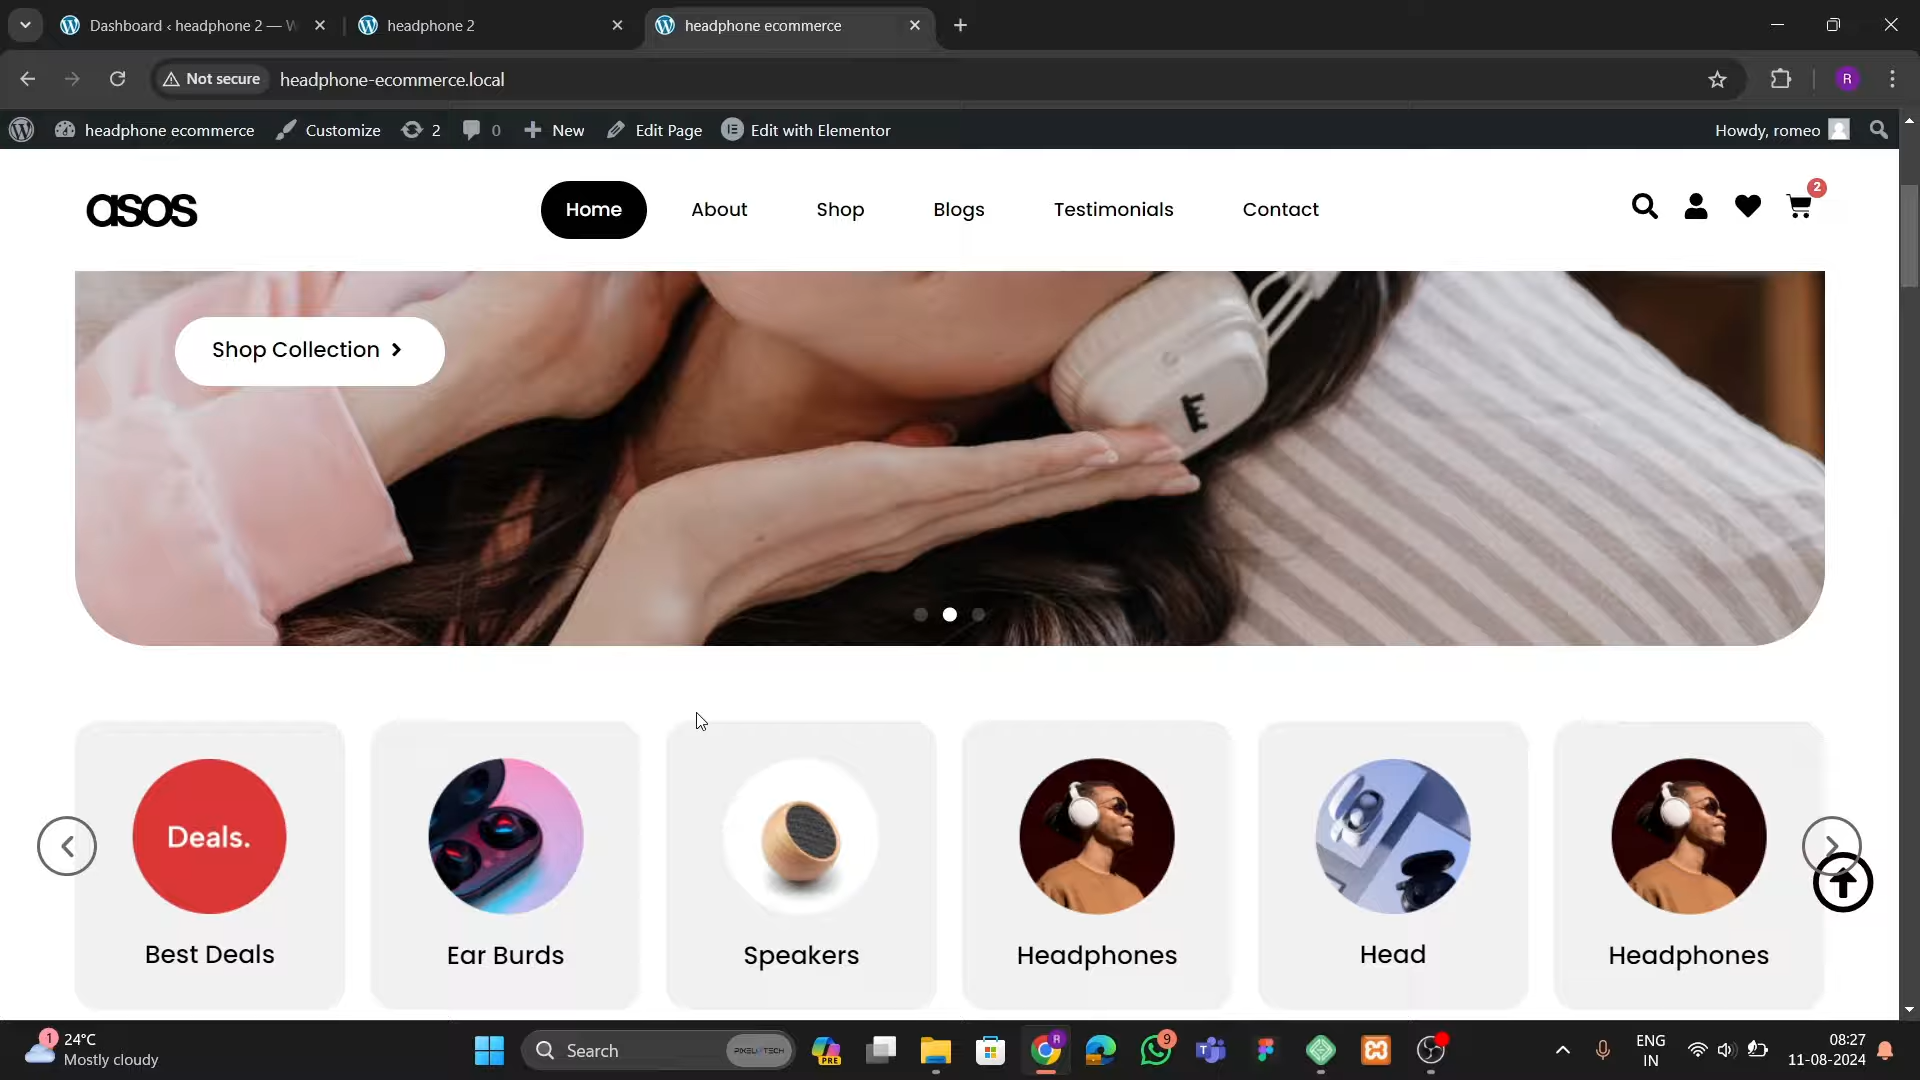 Dashboard ‹ headphone 2 — W
headphone 2
headphone ecommerce
Not secure
headphone-ecommerce.local
R
headphone ecommerce
Customize
2
0
New
Edit Page
Edit with Elementor
Howdy, romeo
asos
Home
About
Shop
Blogs
Testimonials
Contact
2
Shop Collection
Deals.
Best Deals
Ear Burds
Speakers
Headphones
Head
Headphones
1
24°C
Mostly cloudy
Search
PRE
R
9
ENG
IN
08:27
11-08-2024